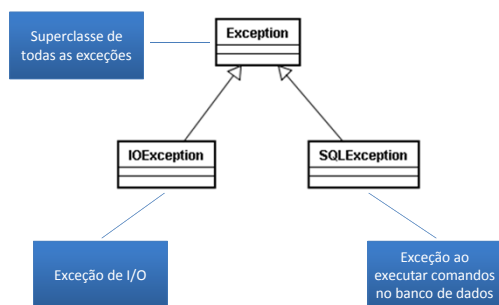 Superclasse de
todas as exceções
Exception
IOException
SQLException
Exceção de I/O
Exceção ao
executar comandos
no banco de dados